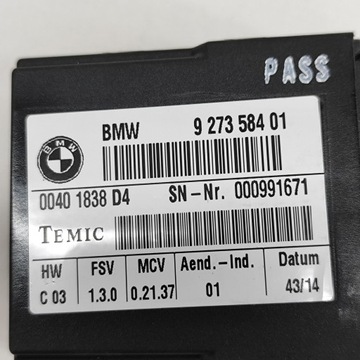 PASS
BMW
BMW 9 273 584 01
0040 1838 D4 SN-Nr. 000991671
TEMIC
HW FSV MCV Aend.-Ind. Datum
C 03 1.3.0 0.21.37 01 43/14